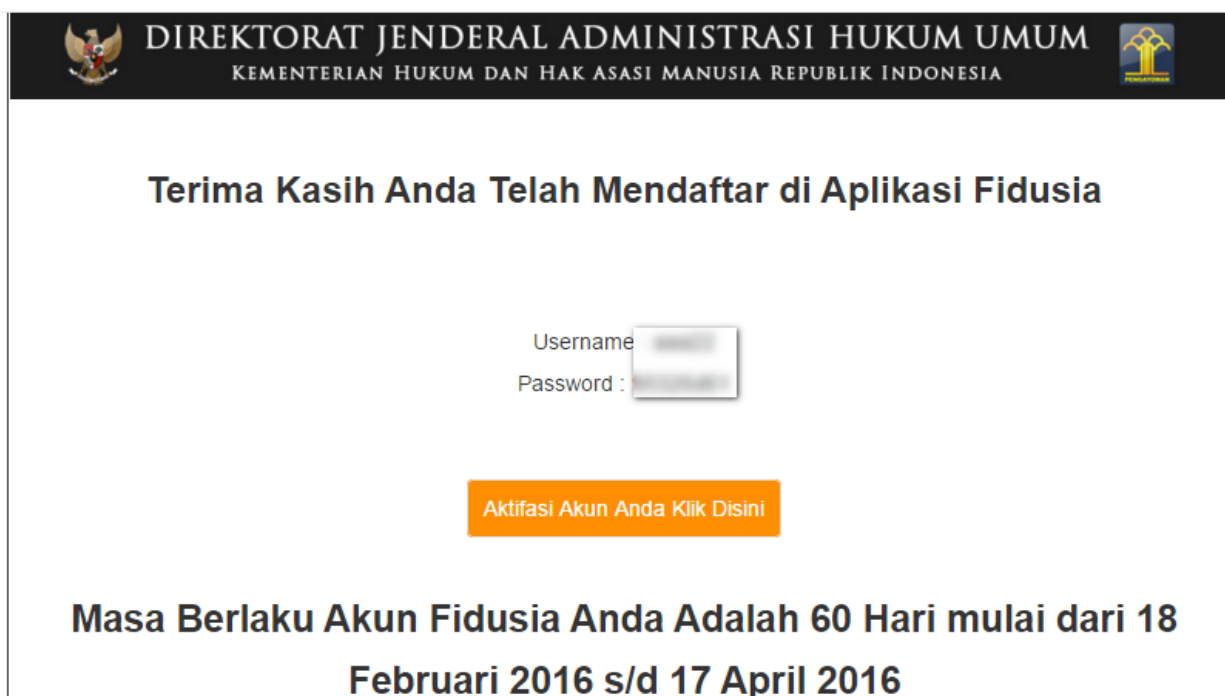 DIREKTORAT JENDERAL ADMINISTRASI HUKUM UMUM
KEMENTERIAN HUKUM DAN HAK ASASI MANUSIA REPUBLIK INDONESIA
PENGAYOMAN
Terima Kasih Anda Telah Mendaftar di Aplikasi Fidusia
Username
Password :
Aktifasi Akun Anda Klik Disini
Masa Berlaku Akun Fidusia Anda Adalah 60 Hari mulai dari 18
Februari 2016 s/d 17 April 2016